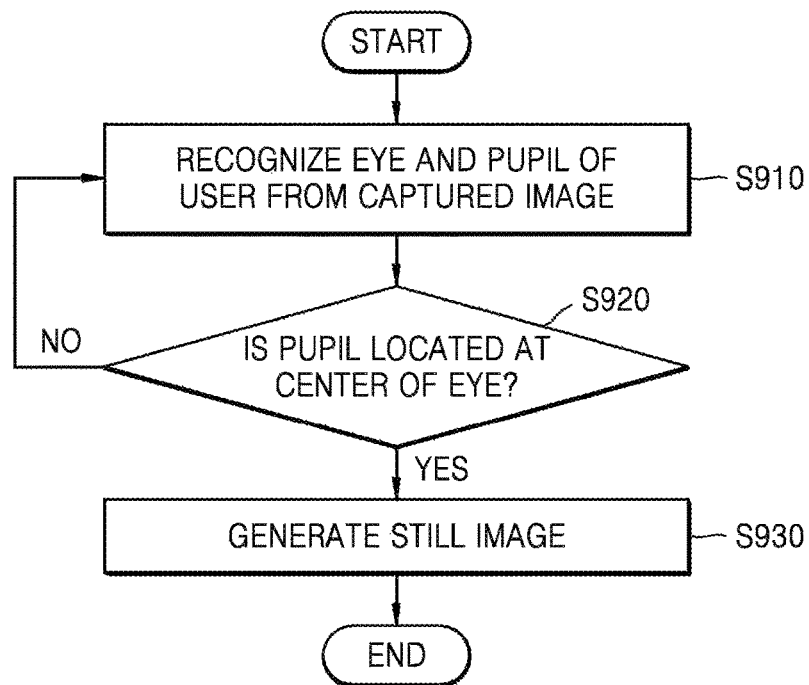 START
RECOGNIZE EYE AND PUPIL OF
USER FROM CAPTURED IMAGE
S910
S920
NO
IS PUPIL LOCATED AT
CENTER OF EYE?
YES
GENERATE STILL IMAGE
S930
END